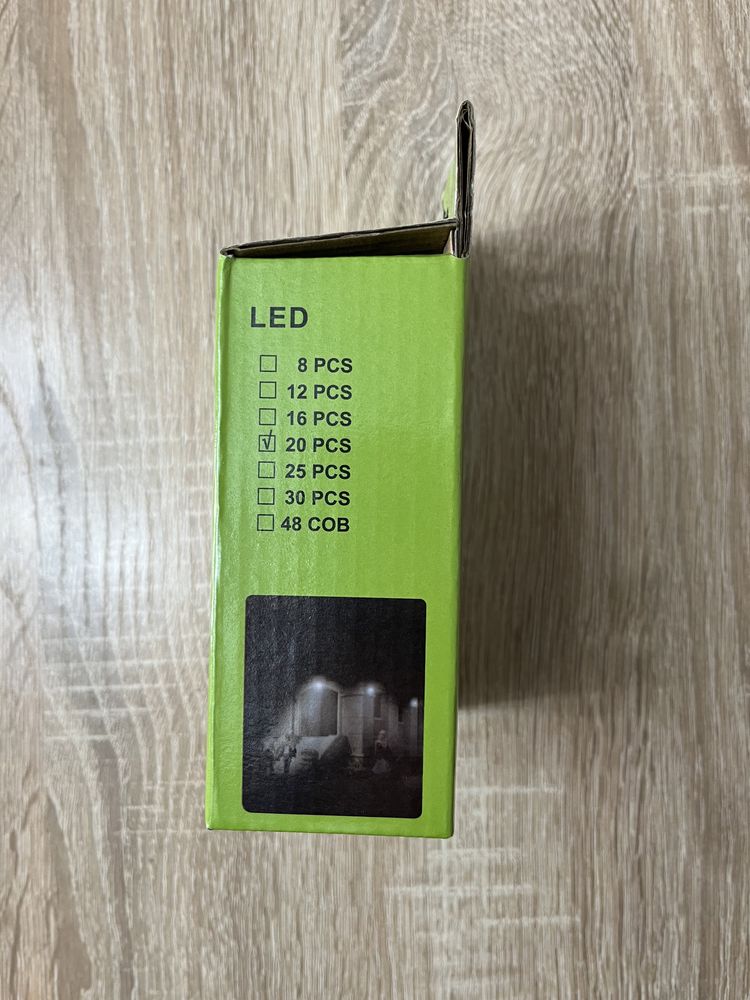 LED
☐ 8 PCS
☐ 12 PCS
☐ 16 PCS
☑ 20 PCS
☐ 25 PCS
☐ 30 PCS
☐ 48 COB